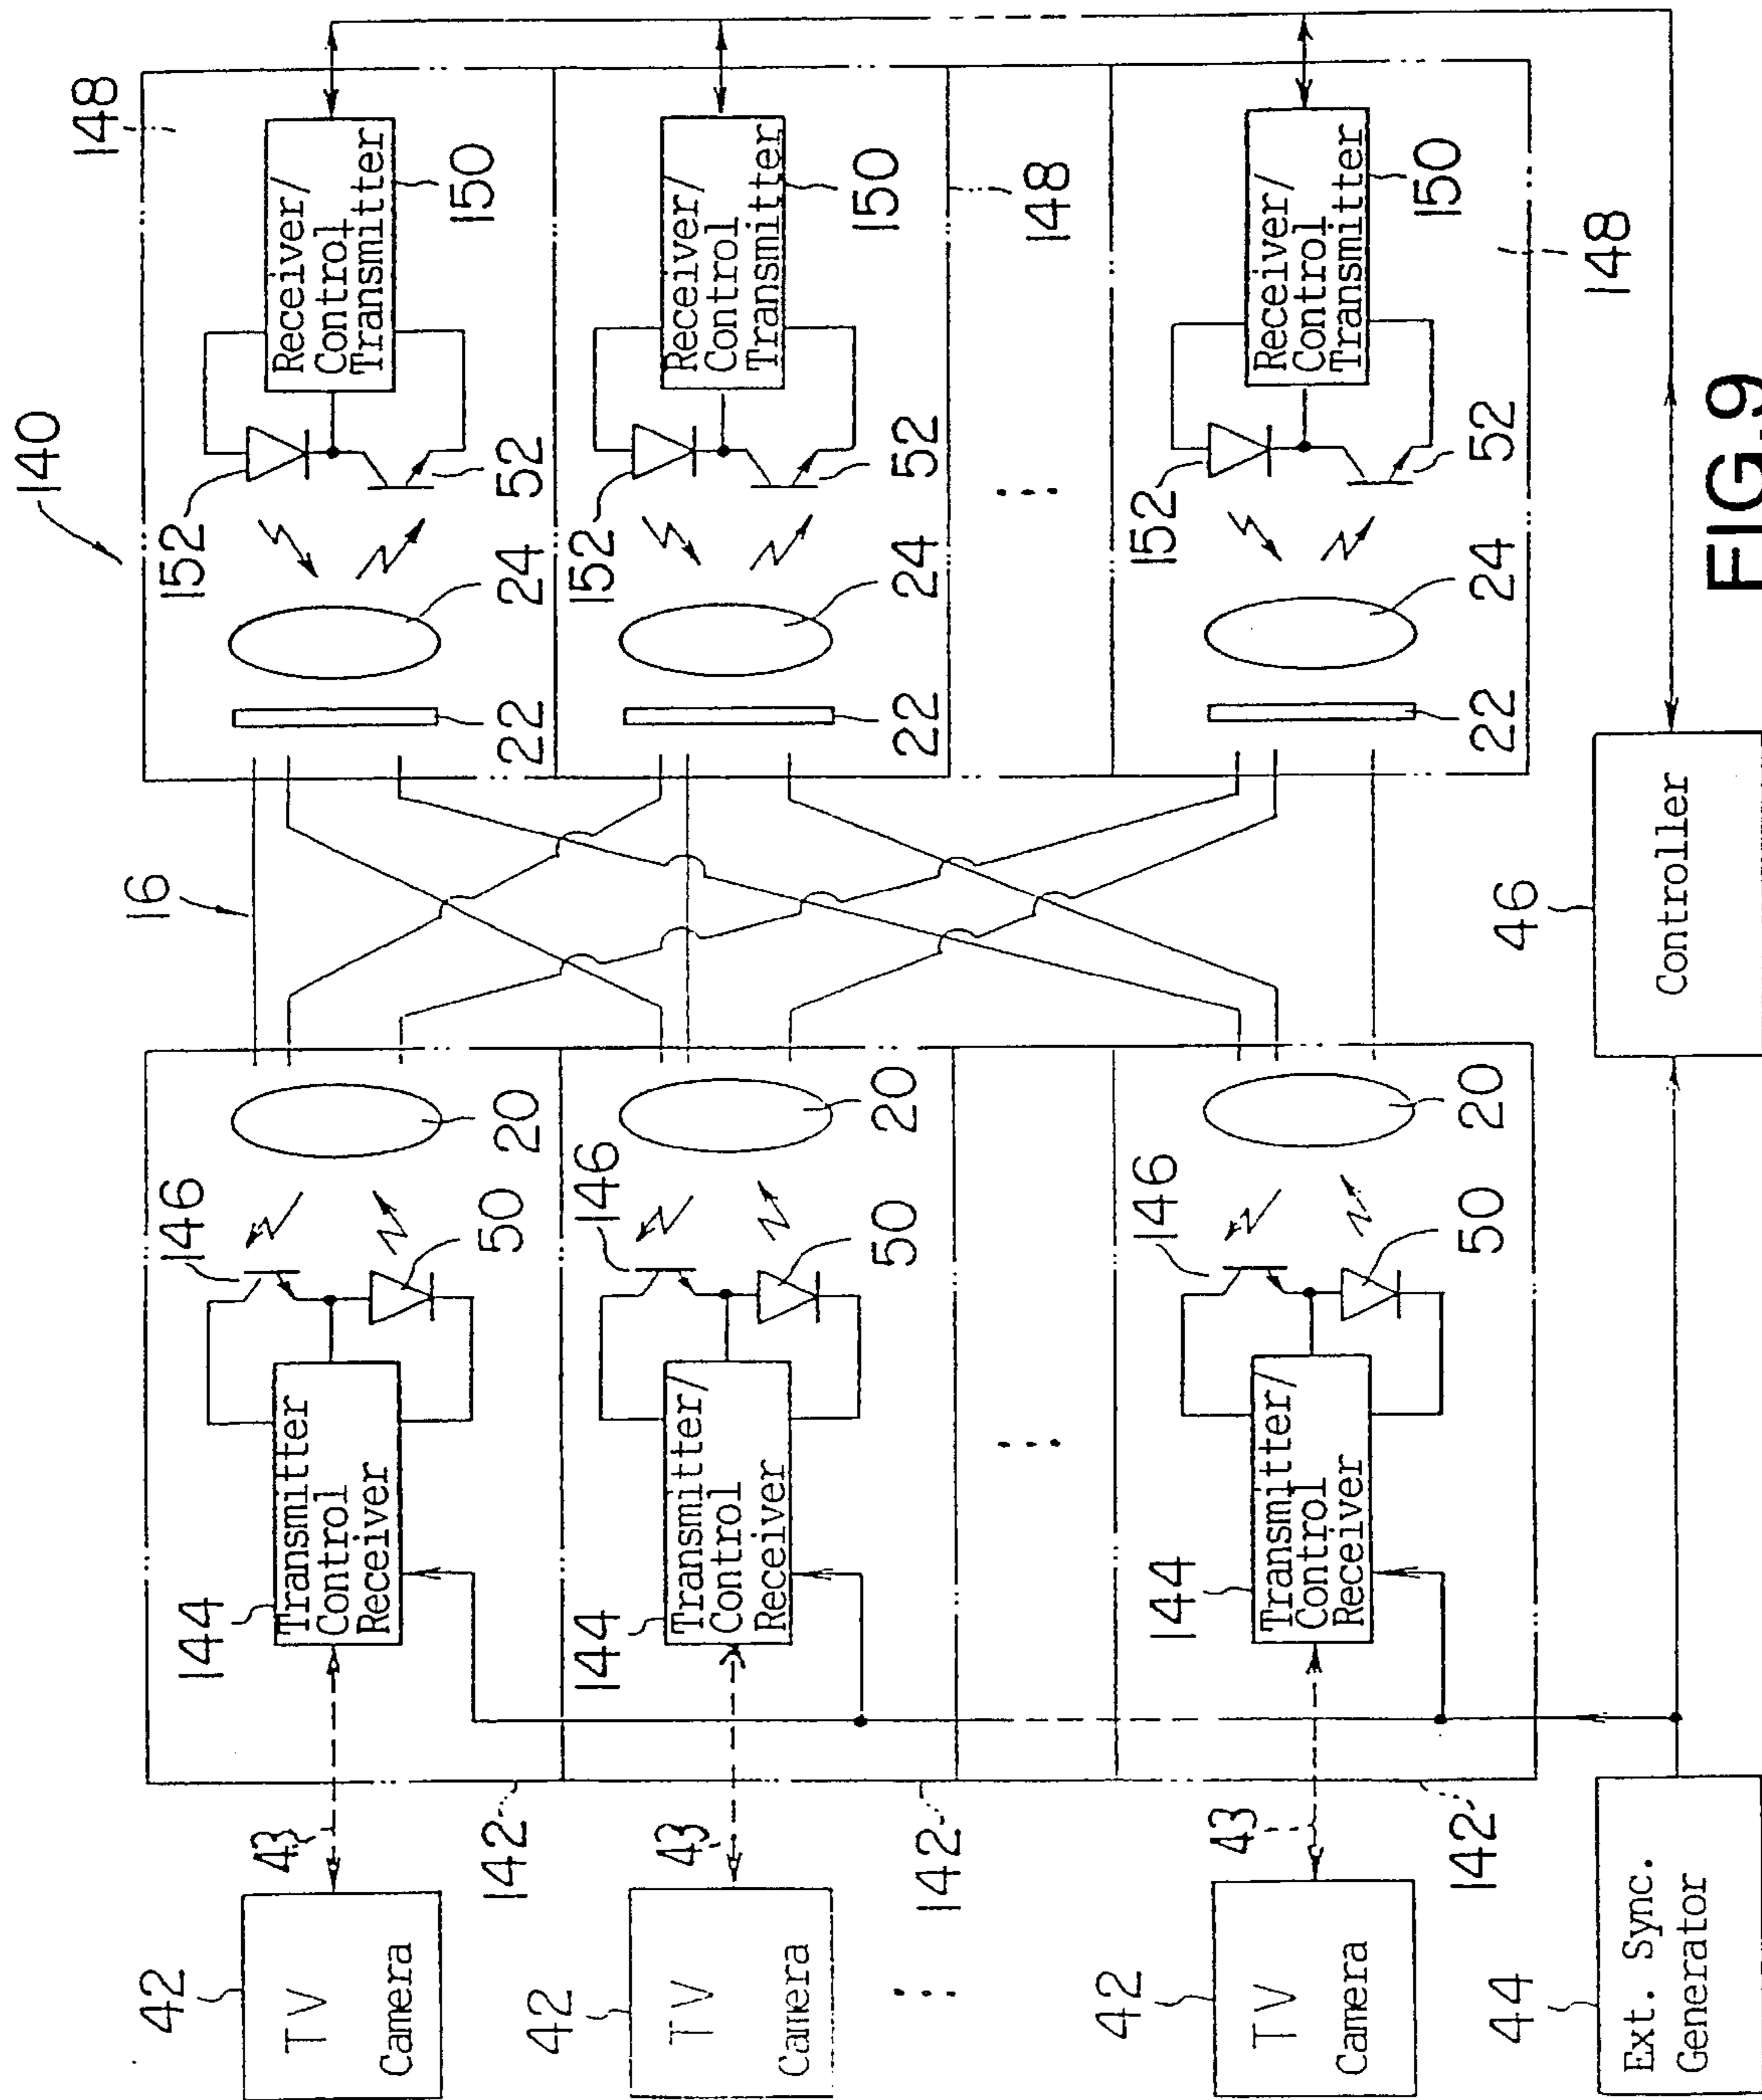 140
42
43
144
146
16
152
148
TV
Camera
Transmitter
Control
Receiver
Receiver/
Control
Transmitter
142
50
20
22
24
52
150
42
43
144
146
152
TV
Camera
Transmitter/
Control
Receiver
Receiver/
Control
Transmitter
142
50
20
22
24
52
150
148
⋮
⋮
⋮
42
43
144
146
152
TV
Camera
Transmitter/
Control
Receiver
Receiver/
Control
Transmitter
142
50
20
22
24
52
150
148
44
46
Ext. Sync.
Generator
Controller
FIG.9